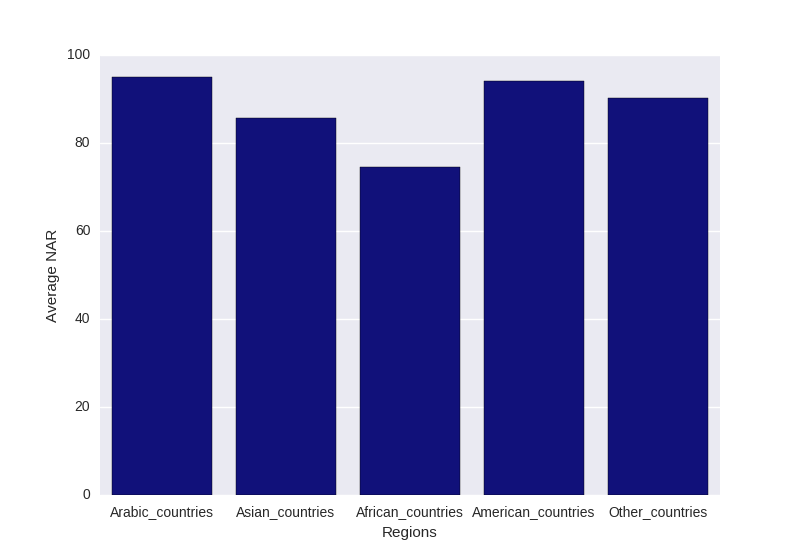 100
80
60
40
20
0
Average NAR
Arabic_countries Asian_countries African_countries American_countries Other_countries
Regions